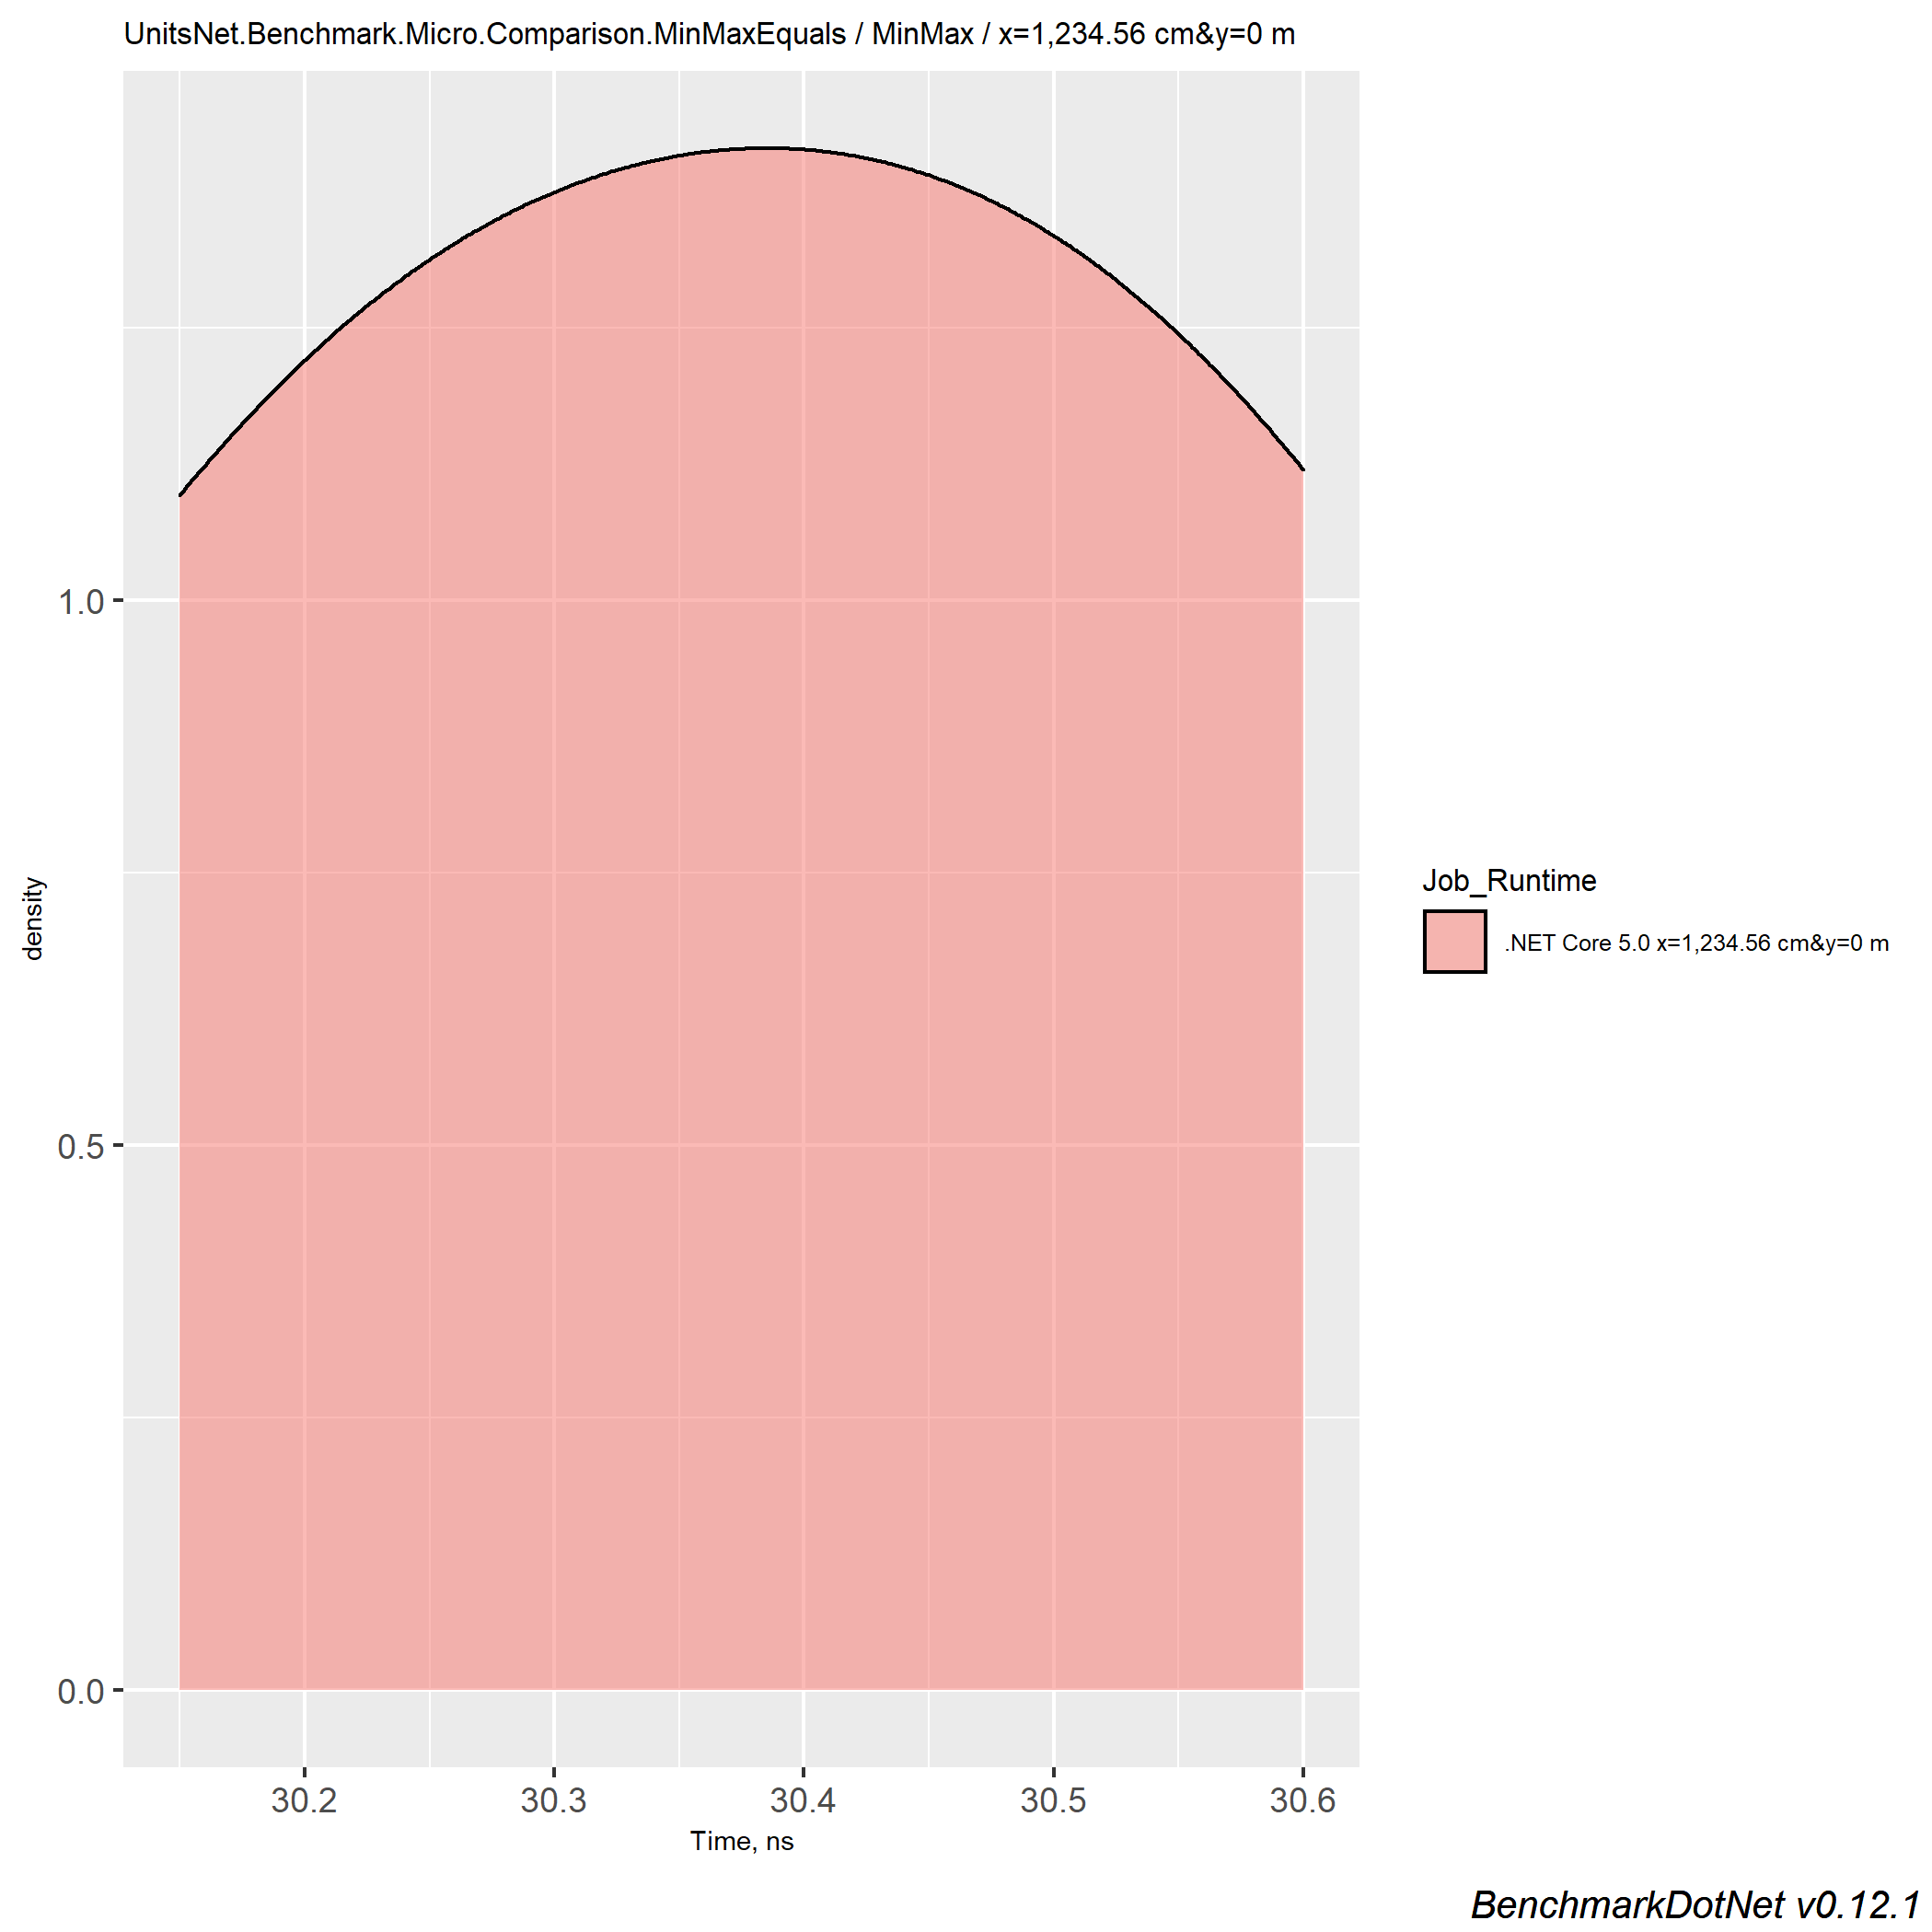 UnitsNet.Benchmark.Micro.Comparison.MinMaxEquals / MinMax / x=1,234.56 cm&y=0 m
1.0
0.5
0.0
density
30.2 30.3 30.4 30.5 30.6
Time, ns
Job_Runtime
.NET Core 5.0 x=1,234.56 cm&y=0 m
BenchmarkDotNet v0.12.1